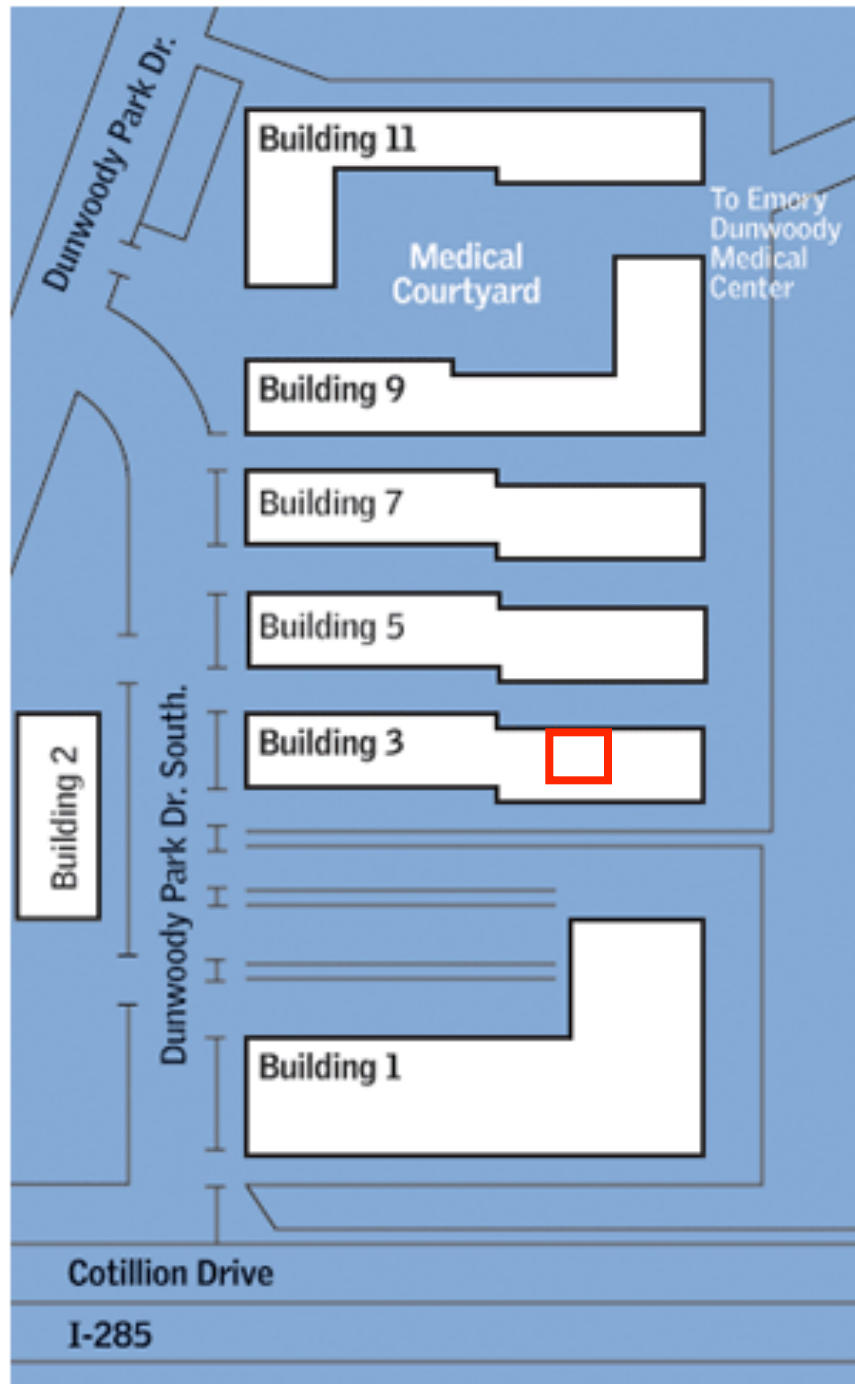 Dunwoody Park Dr.
Building 11
To Emory
Dunwoody
Medical
Center
Medical
Courtyard
Building 9
Building 7
Building 5
Building 3
Building 2
Dunwoody Park Dr. South.
Building 1
Cotillion Drive
I-285